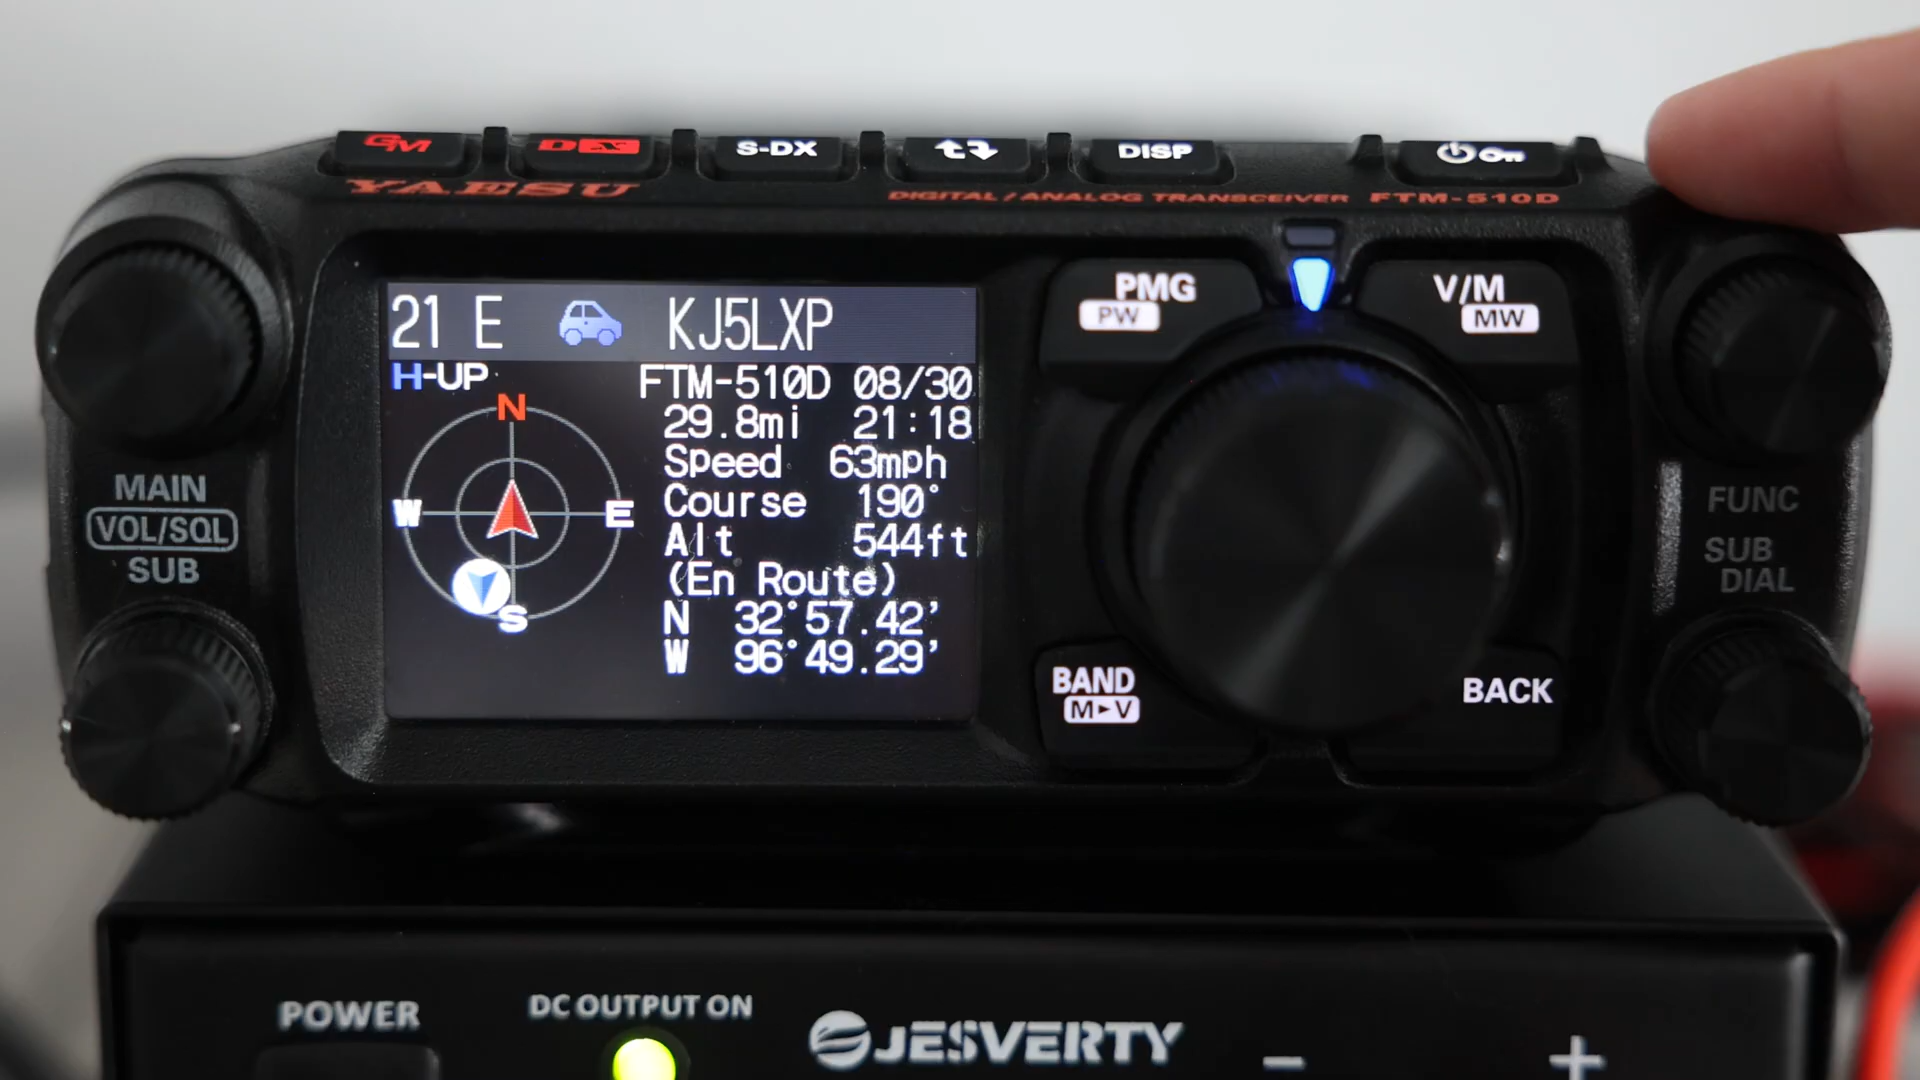 GM
DX
S-DX
DISP
YAESU
DIGITAL / ANALOG TRANSCEIVER FTM-510D
21 E KJ5LXP
H-UP
FTM-510D 08/30
29.8mi 21:18
Speed 63mph
Course 190°
Alt 544ft
(En Route)
N 32°57.42'
W 96°49.29'
N
W
E
S
MAIN
VOL/SQL
SUB
PMG
PW
V/M
MW
BAND
M►V
BACK
FUNC
SUB
DIAL
POWER
DC OUTPUT ON
JESVERTY
− +